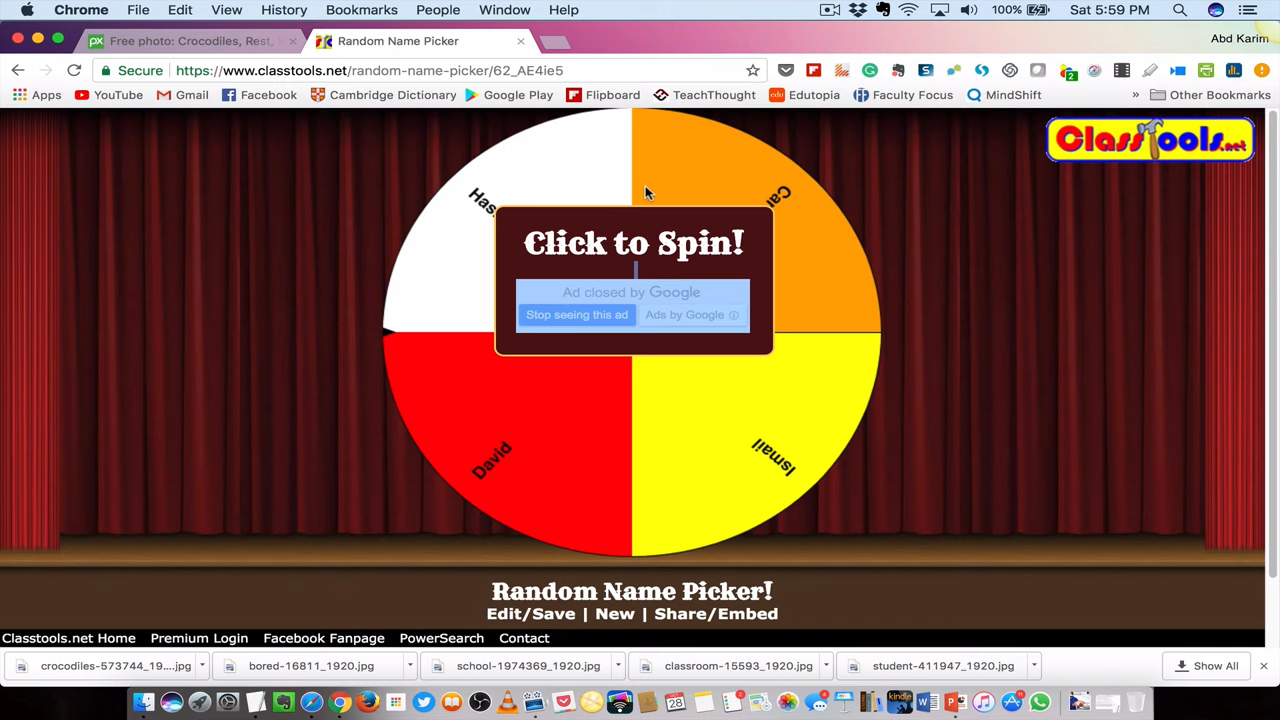 Chrome File Edit View History Bookmarks People Window Help 100% Sat 5:59 PM
Free photo: Crocodiles, Rest, Random Name Picker Abd Karim
Secure https://www.classtools.net/random-name-picker/62_AE4ie5
Apps YouTube Gmail Facebook Cambridge Dictionary Google Play Flipboard TeachThought Edutopia Faculty Focus MindShift » Other Bookmarks
ClassTools.net
Has
Car
Click to Spin!
Ad closed by Google
Stop seeing this ad Ads by Google
David
Ismail
Random Name Picker!
Edit/Save | New | Share/Embed
Classtools.net Home Premium Login Facebook Fanpage PowerSearch Contact
crocodiles-573744_19....jpg bored-16811_1920.jpg school-1974369_1920.jpg classroom-15593_1920.jpg student-411947_1920.jpg Show All